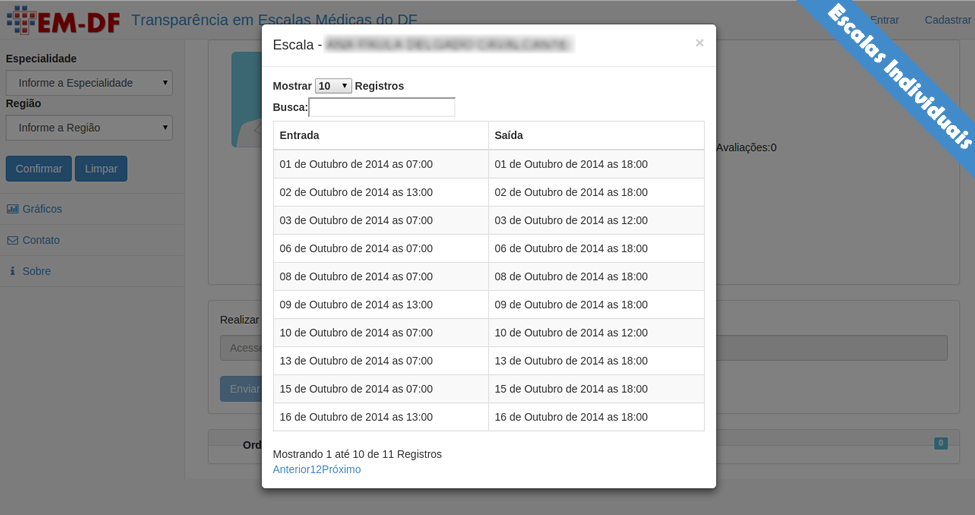 EM-DF
Transparência em Escalas Médicas do DF
Entrar
Cadastrar
Escalas Individuais
Especialidade
Informe a Especialidade
Região
Informe a Região
Confirmar
Limpar
Gráficos
Contato
Sobre
Escala -
×
Mostrar 10 Registros
Busca:
Entrada Saída
01 de Outubro de 2014 as 07:00 01 de Outubro de 2014 as 18:00
02 de Outubro de 2014 as 13:00 02 de Outubro de 2014 as 18:00
03 de Outubro de 2014 as 07:00 03 de Outubro de 2014 as 12:00
06 de Outubro de 2014 as 07:00 06 de Outubro de 2014 as 18:00
08 de Outubro de 2014 as 07:00 08 de Outubro de 2014 as 18:00
09 de Outubro de 2014 as 13:00 09 de Outubro de 2014 as 18:00
10 de Outubro de 2014 as 07:00 10 de Outubro de 2014 as 12:00
13 de Outubro de 2014 as 07:00 13 de Outubro de 2014 as 18:00
15 de Outubro de 2014 as 07:00 15 de Outubro de 2014 as 18:00
16 de Outubro de 2014 as 13:00 16 de Outubro de 2014 as 18:00
Mostrando 1 até 10 de 11 Registros
Anterior12Próximo
Avaliações:0
Realizar
Acesse
Enviar
Ord
0